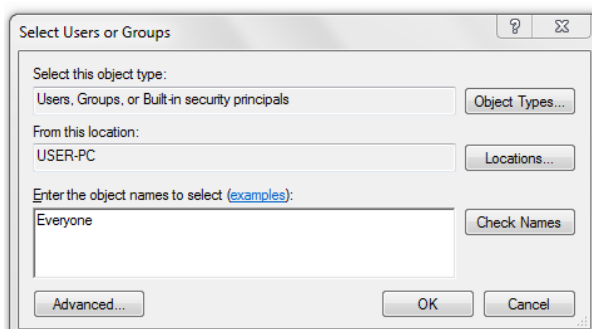 Select Users or Groups
Select this object type:
Users, Groups, or Built-in security principals
Object Types...
From this location:
USER-PC
Locations...
Enter the object names to select (examples):
Everyone
Check Names
Advanced...
OK
Cancel